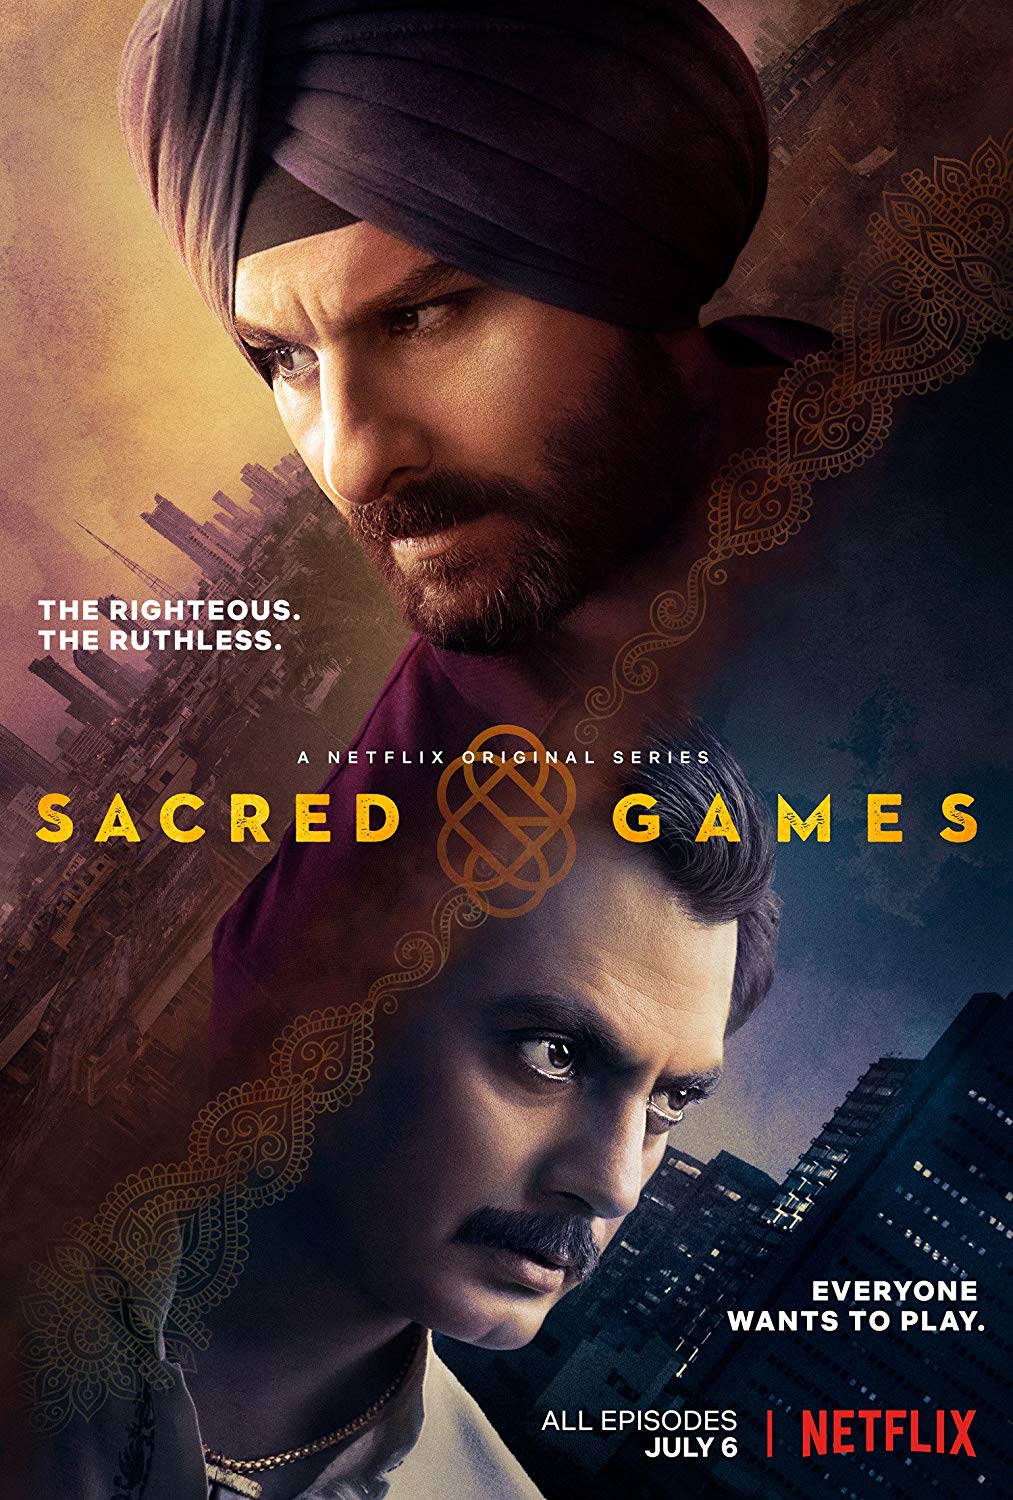 THE RIGHTEOUS.
THE RUTHLESS.
A NETFLIX ORIGINAL SERIES
SACRED GAMES
EVERYONE
WANTS TO PLAY.
ALL EPISODES
JULY 6
NETFLIX